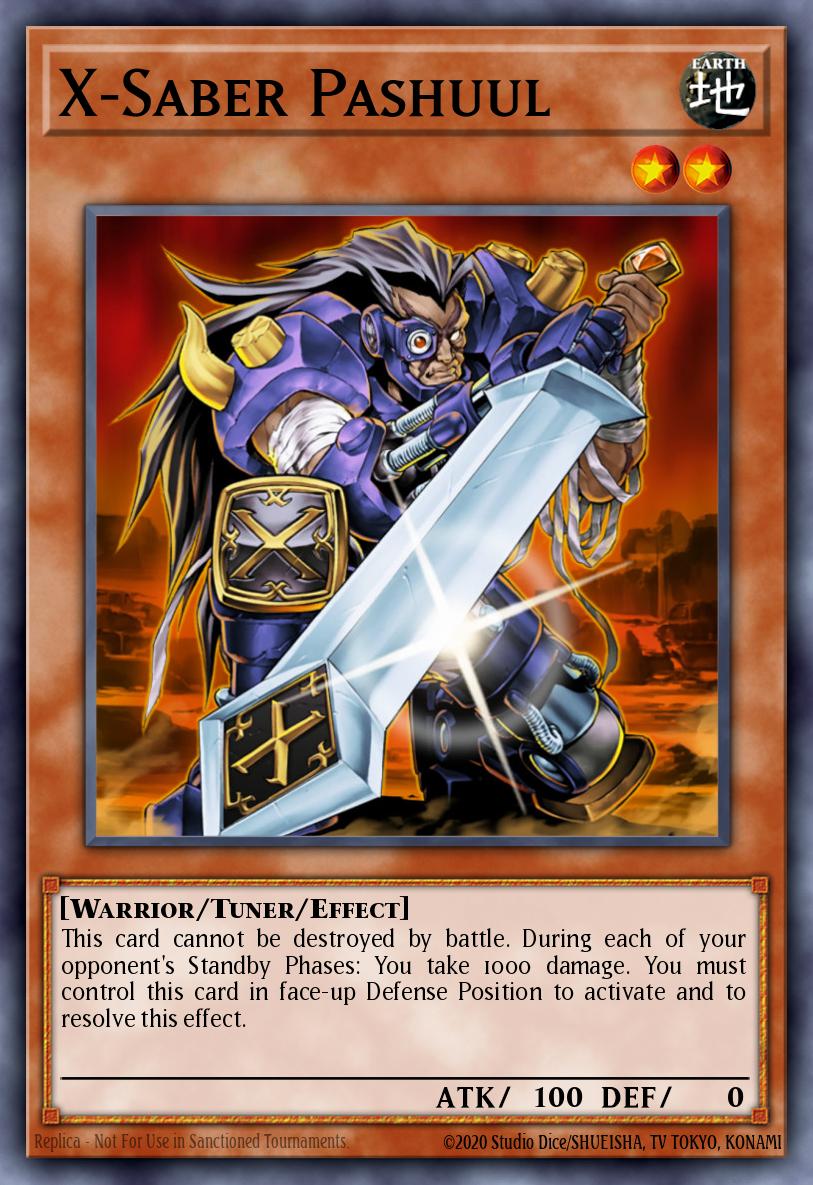 X-Saber Pashuul
EARTH
地
[Warrior/Tuner/Effect]
This card cannot be destroyed by battle. During each of your
opponent's Standby Phases: You take 1000 damage. You must
control this card in face-up Defense Position to activate and to
resolve this effect.
ATK/ 100 DEF/ 0
Replica - Not For Use in Sanctioned Tournaments.
©2020 Studio Dice/SHUEISHA, TV TOKYO, KONAMI